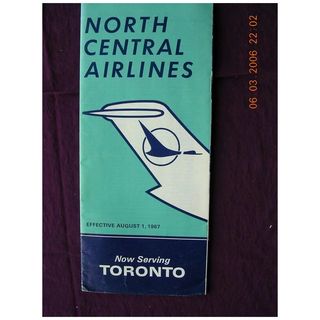 NORTH
CENTRAL
AIRLINES
EFFECTIVE AUGUST 1, 1967
Now Serving
TORONTO
06 03 2006 22 02